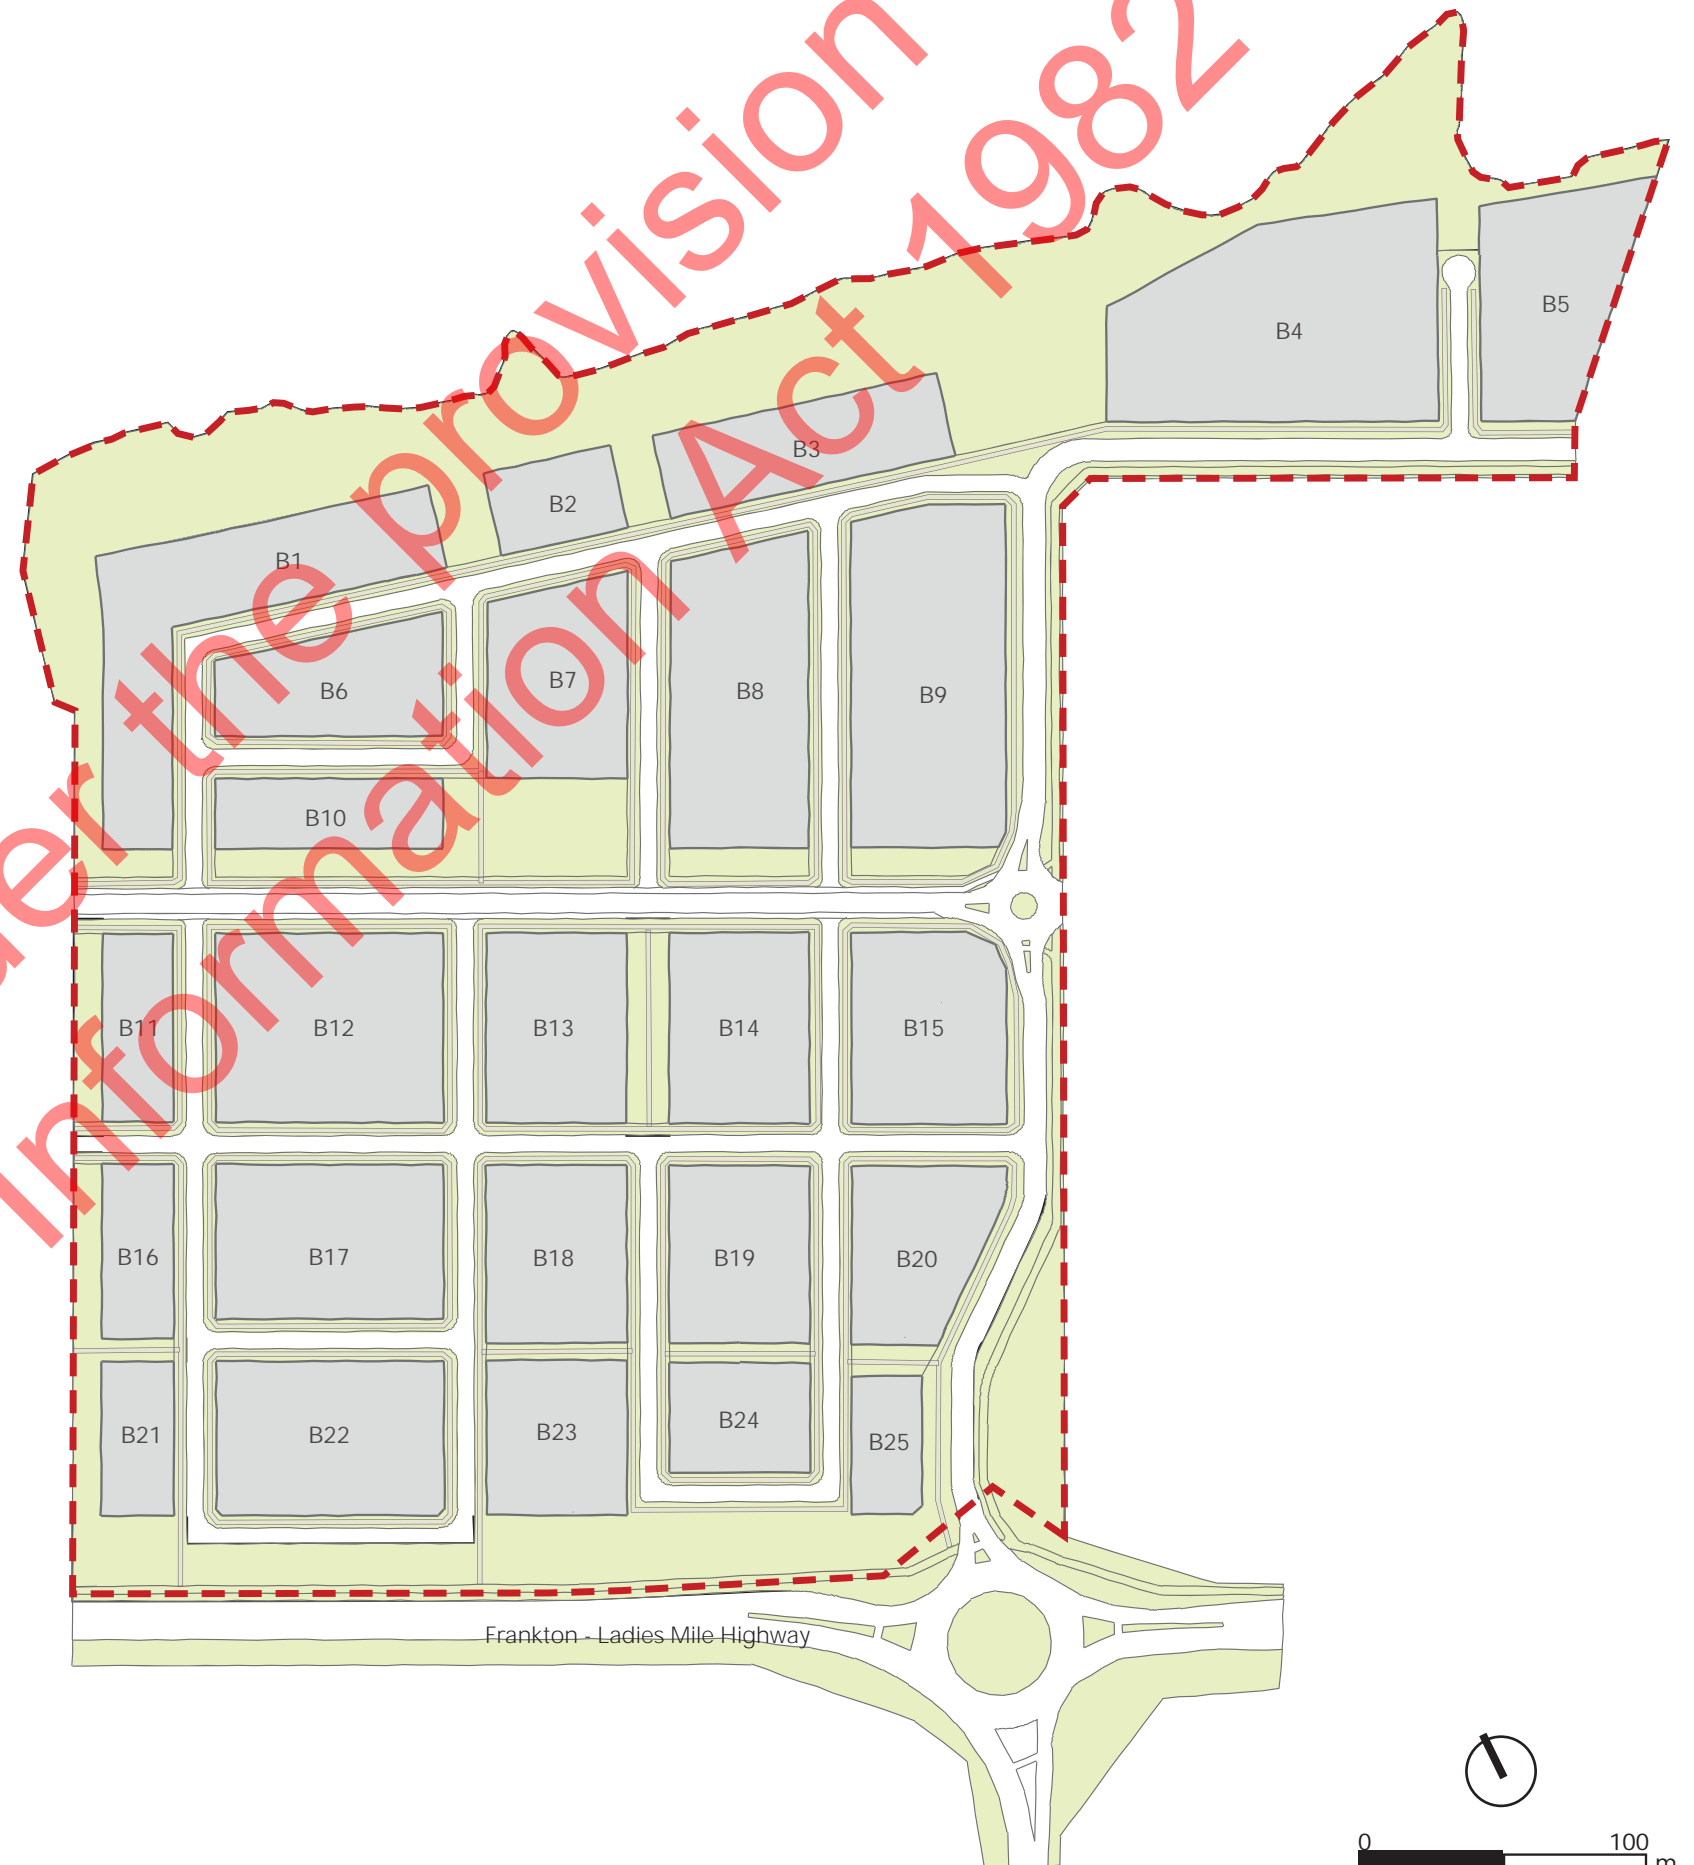 der the provision
Information Act 1982
B5
B4
B3
B2
B1
B6
B7
B8
B9
B10
B11
B12
B13
B14
B15
B16
B17
B18
B19
B20
B21
B22
B23
B24
B25
Frankton - Ladies Mile Highway
0
100
m